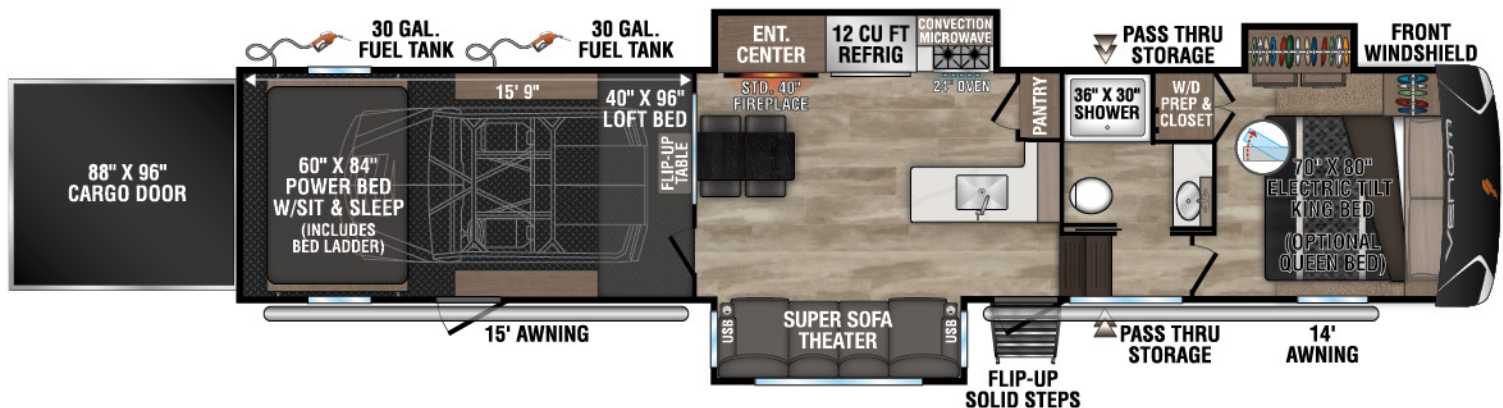 30 GAL.
FUEL TANK
30 GAL.
FUEL TANK
ENT.
CENTER
12 CU FT
REFRIG
CONVECTION
MICROWAVE
PASS THRU
STORAGE
FRONT
WINDSHIELD
88" X 96"
CARGO DOOR
60" X 84"
POWER BED
W/SIT & SLEEP
(INCLUDES
BED LADDER)
15' 9"
40" X 96"
LOFT BED
FLIP-UP
TABLE
STD. 40"
FIREPLACE
24" OVEN
PANTRY
36" X 30"
SHOWER
W/D
PREP &
CLOSET
70" X 80"
ELECTRIC TILT
KING BED
(OPTIONAL
QUEEN BED)
VENOM
15' AWNING
USB
SUPER SOFA
THEATER
USB
FLIP-UP
SOLID STEPS
PASS THRU
STORAGE
14'
AWNING